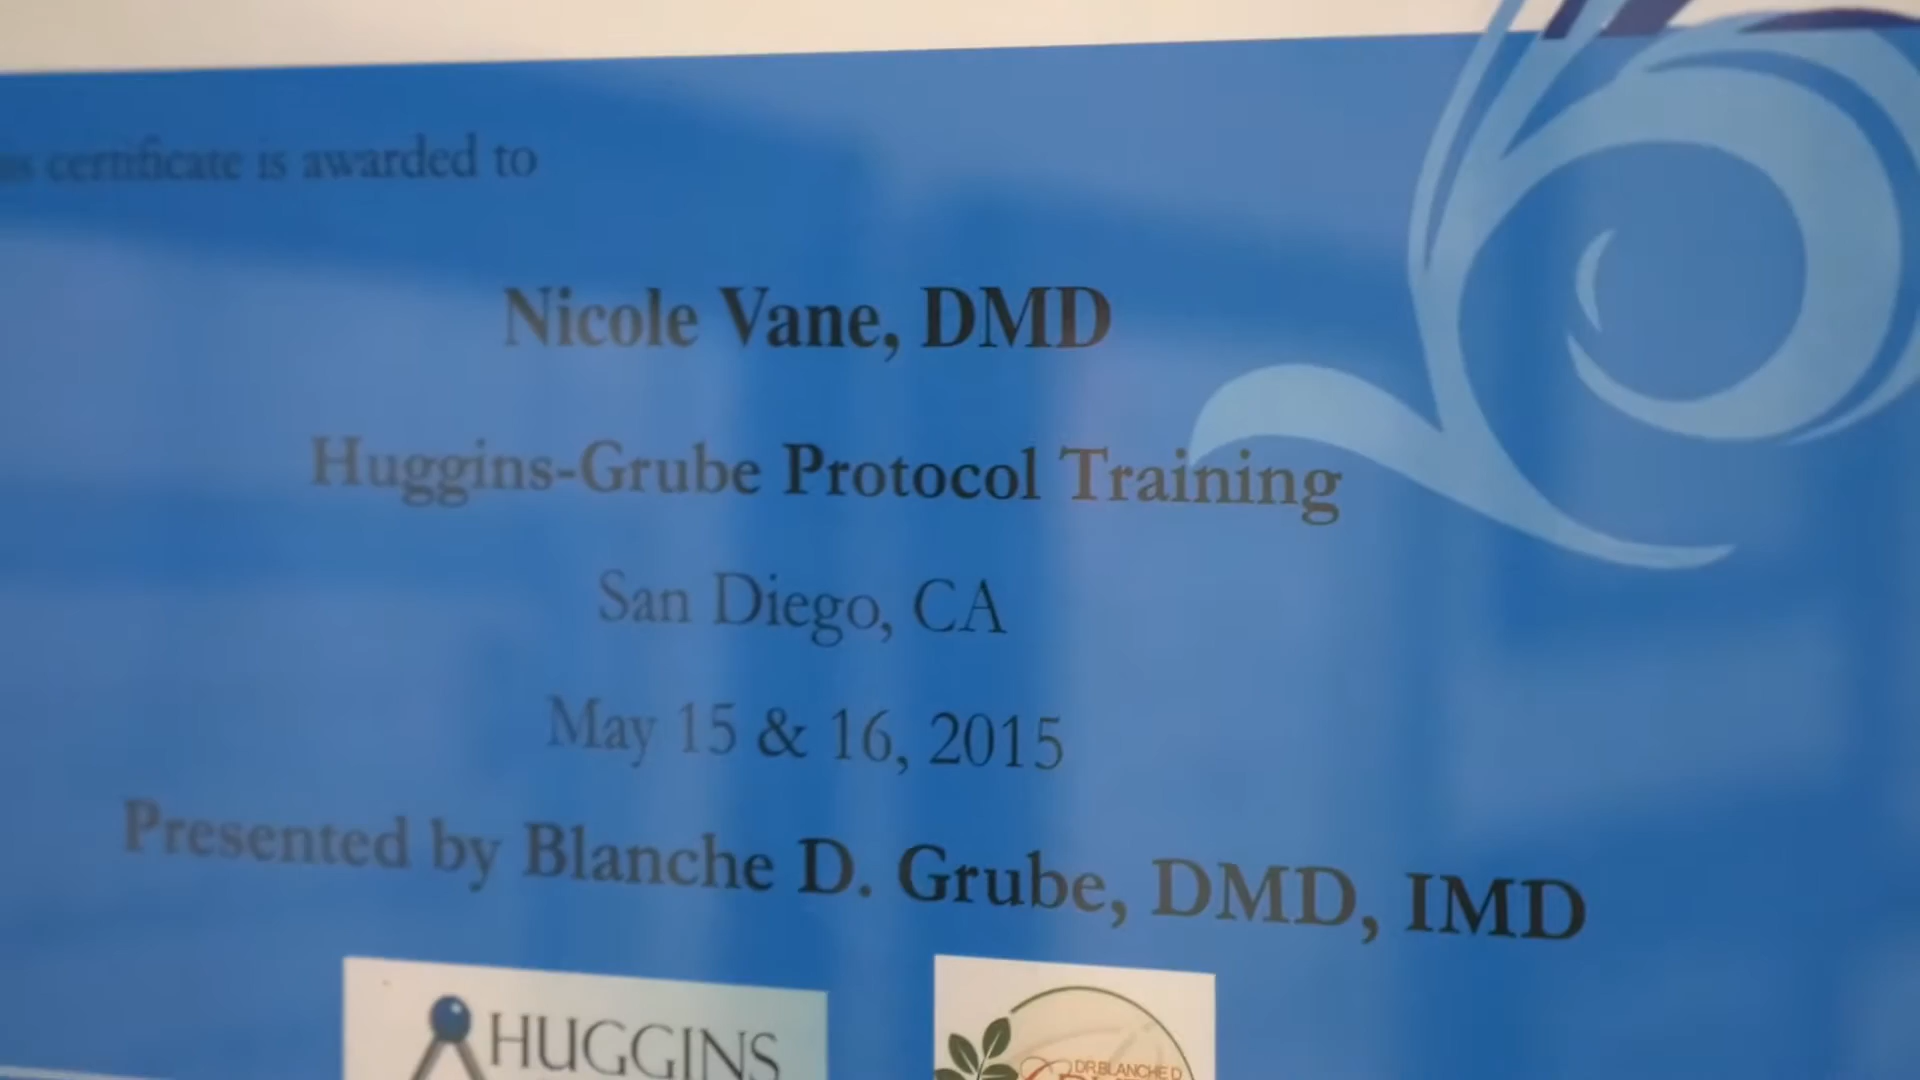 certificate is awarded to
Nicole Vane, DMD
Huggins-Grube Protocol Training
San Diego, CA
May 15 & 16, 2015
Presented by Blanche D. Grube, DMD, IMD
HUGGINS
DR.BLANCHE D